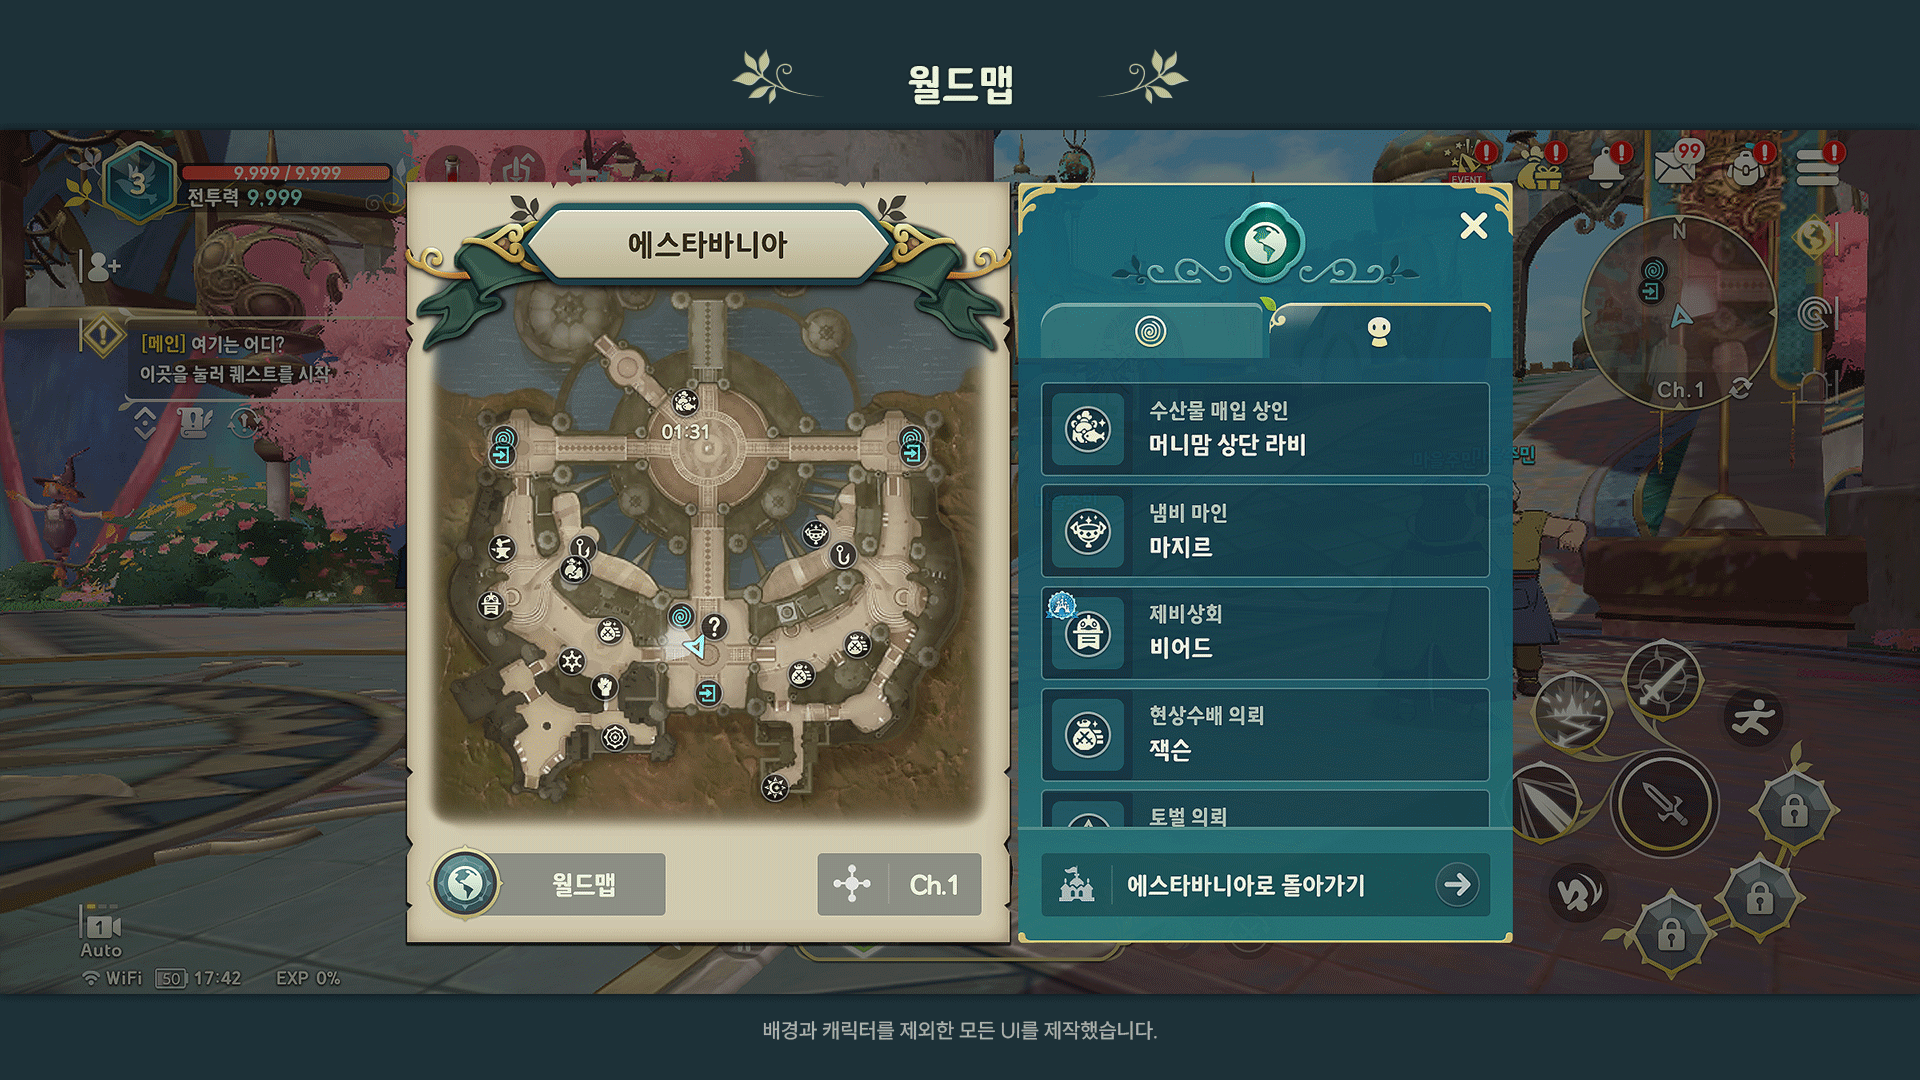 월드맵
3
9,999 / 9,999
전투력 9,999
EVENT
99
에스타바니아
[메인] 여기는 어디?
이곳을 눌러 퀘스트를 시작
N
Ch.1
01:31
수산물 매입 상인
머니맘 상단 라비
냄비 마인
마지르
제비상회
비어드
현상수배 의뢰
잭슨
토벌 의뢰
월드맵
Ch.1
에스타바니아로 돌아가기
1
Auto
WiFi 50 17:42 EXP 0%
배경과 캐릭터를 제외한 모든 UI를 제작했습니다.